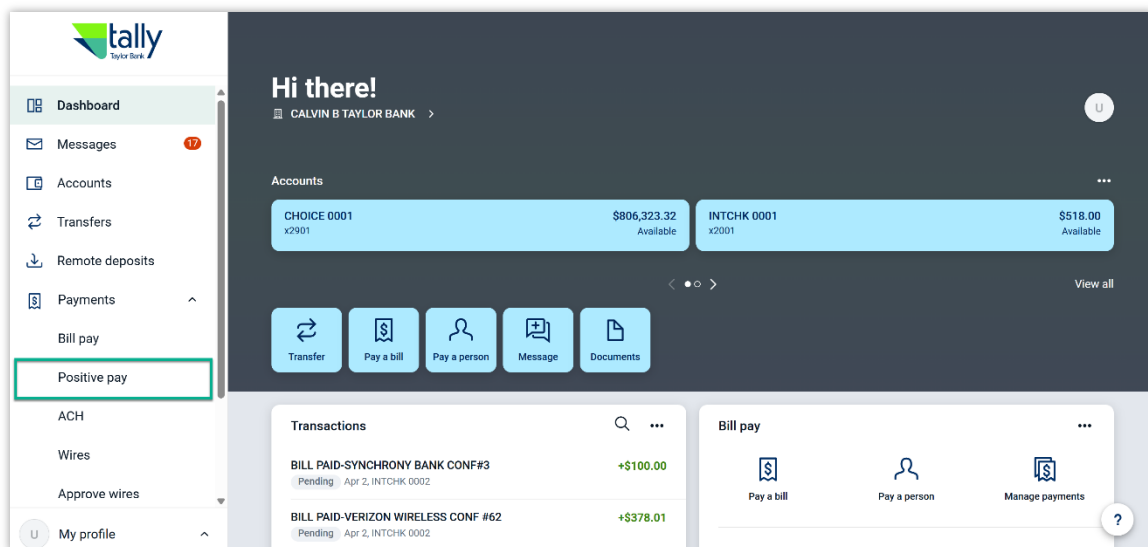 tally
Taylor Bank
Dashboard
Messages 17
Accounts
Transfers
Remote deposits
Payments
Bill pay
Positive pay
ACH
Wires
Approve wires
U My profile
Hi there!
CALVIN B TAYLOR BANK
U
Accounts
CHOICE 0001 $806,323.32
x2901 Available
INTCHK 0001 $518.00
x2001 Available
View all
Transfer
Pay a bill
Pay a person
Message
Documents
Transactions
BILL PAID-SYNCHRONY BANK CONF#3 +$100.00
Pending Apr 2, INTCHK 0002
BILL PAID-VERIZON WIRELESS CONF #62 +$378.01
Pending Apr 2, INTCHK 0002
Bill pay
Pay a bill
Pay a person
Manage payments
?